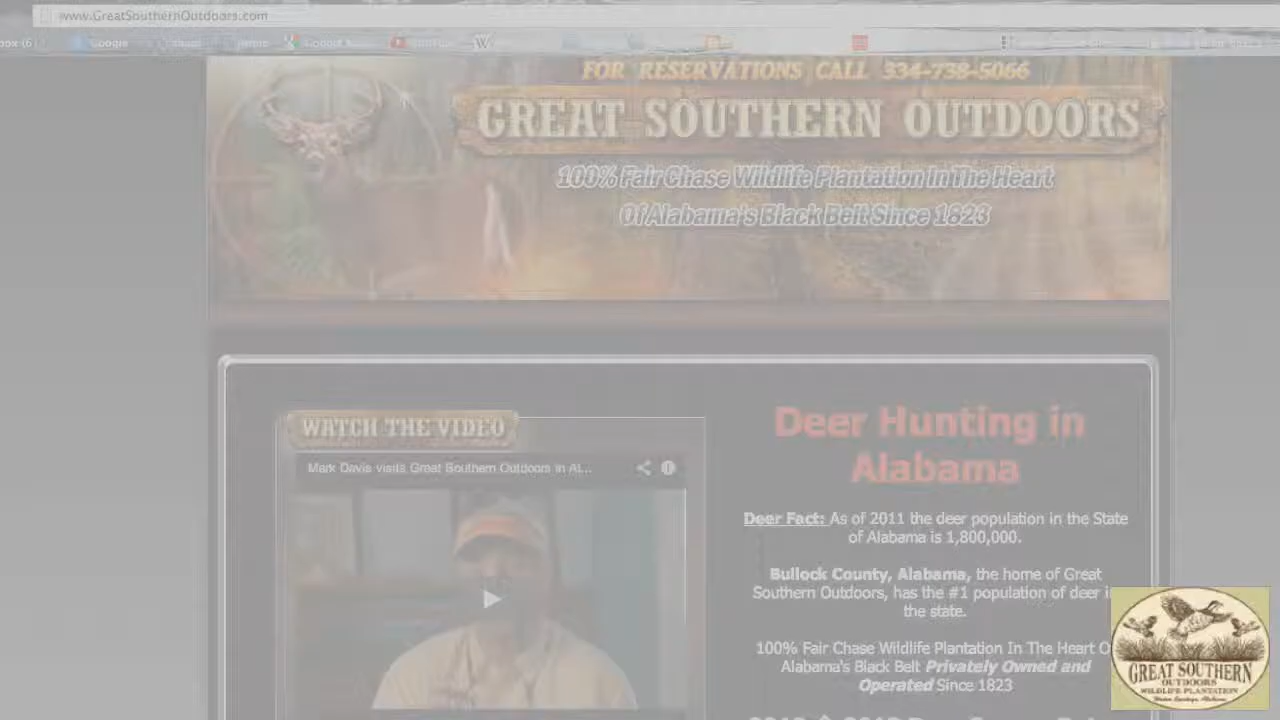 www.GreatSouthernOutdoors.com
Google
FOR RESERVATIONS CALL 334-738-5066
GREAT SOUTHERN OUTDOORS
100% Fair Chase Wildlife Plantation In The Heart
Of Alabama's Black Belt Since 1823
WATCH THE VIDEO
Mark Davis visits Great Southern Outdoors in Al...
Deer Hunting in
Alabama
Deer Fact: As of 2011 the deer population in the State
of Alabama is 1,800,000.
Bullock County, Alabama, the home of Great
Southern Outdoors, has the #1 population of deer i
the state.
100% Fair Chase Wildlife Plantation In The Heart O
Alabama's Black Belt Privately Owned and
Operated Since 1823
GREAT SOUTHERN
OUTDOORS
WILDLIFE PLANTATION